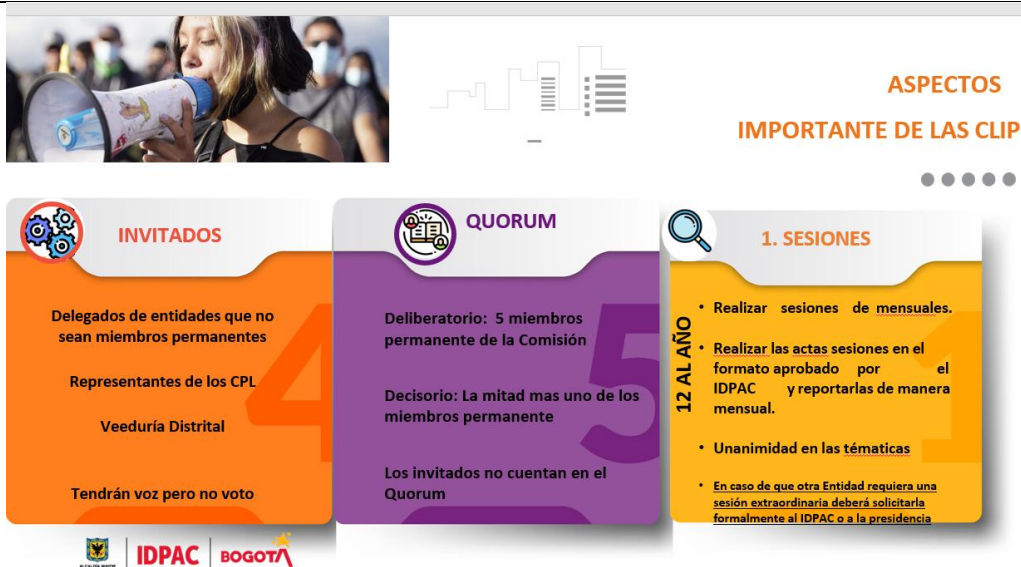 ASPECTOS
IMPORTANTE DE LAS CLIP
INVITADOS
4
Delegados de entidades que no
sean miembros permanentes
Representantes de los CPL
Veeduría Distrital
Tendrán voz pero no voto
QUORUM
5
Deliberatorio: 5 miembros
permanente de la Comisión
Decisorio: La mitad mas uno de los
miembros permanente
Los invitados no cuentan en el
Quorum
1. SESIONES
1
12 AL AÑO
• Realizar sesiones de mensuales.
• Realizar las actas sesiones en el
formato aprobado por el
IDPAC y reportarlas de manera
mensual.
• Unanimidad en las tématicas
• En caso de que otra Entidad requiera una
sesión extraordinaria deberá solicitarla
formalmente al IDPAC o a la presidencia
IDPAC
BOGOTÁ